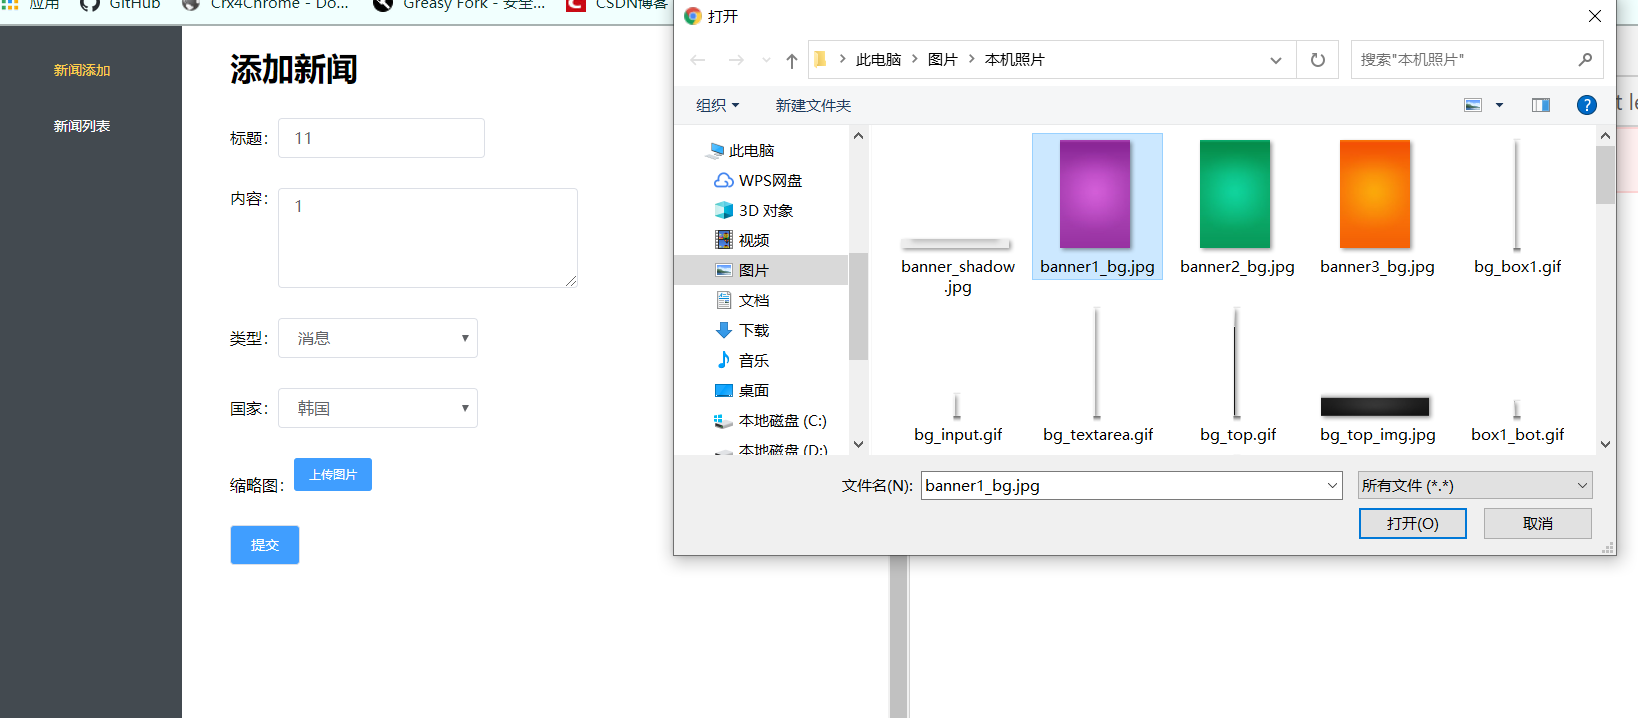 应用
GitHub
Crx4Chrome - Do...
Greasy Fork - 安全...
CSDN博客
新闻添加
新闻列表
添加新闻
标题：
11
内容：
1
类型：
消息
国家：
韩国
缩略图：
上传图片
提交
打开
此电脑
图片
本机照片
搜索"本机照片"
组织
新建文件夹
此电脑
WPS网盘
3D 对象
视频
图片
文档
下载
音乐
桌面
本地磁盘 (C:)
本地磁盘 (D:)
banner_shadow
.jpg
banner1_bg.jpg
banner2_bg.jpg
banner3_bg.jpg
bg_box1.gif
bg_input.gif
bg_textarea.gif
bg_top.gif
bg_top_img.jpg
box1_bot.gif
文件名(N):
banner1_bg.jpg
所有文件 (*.*)
打开(O)
取消